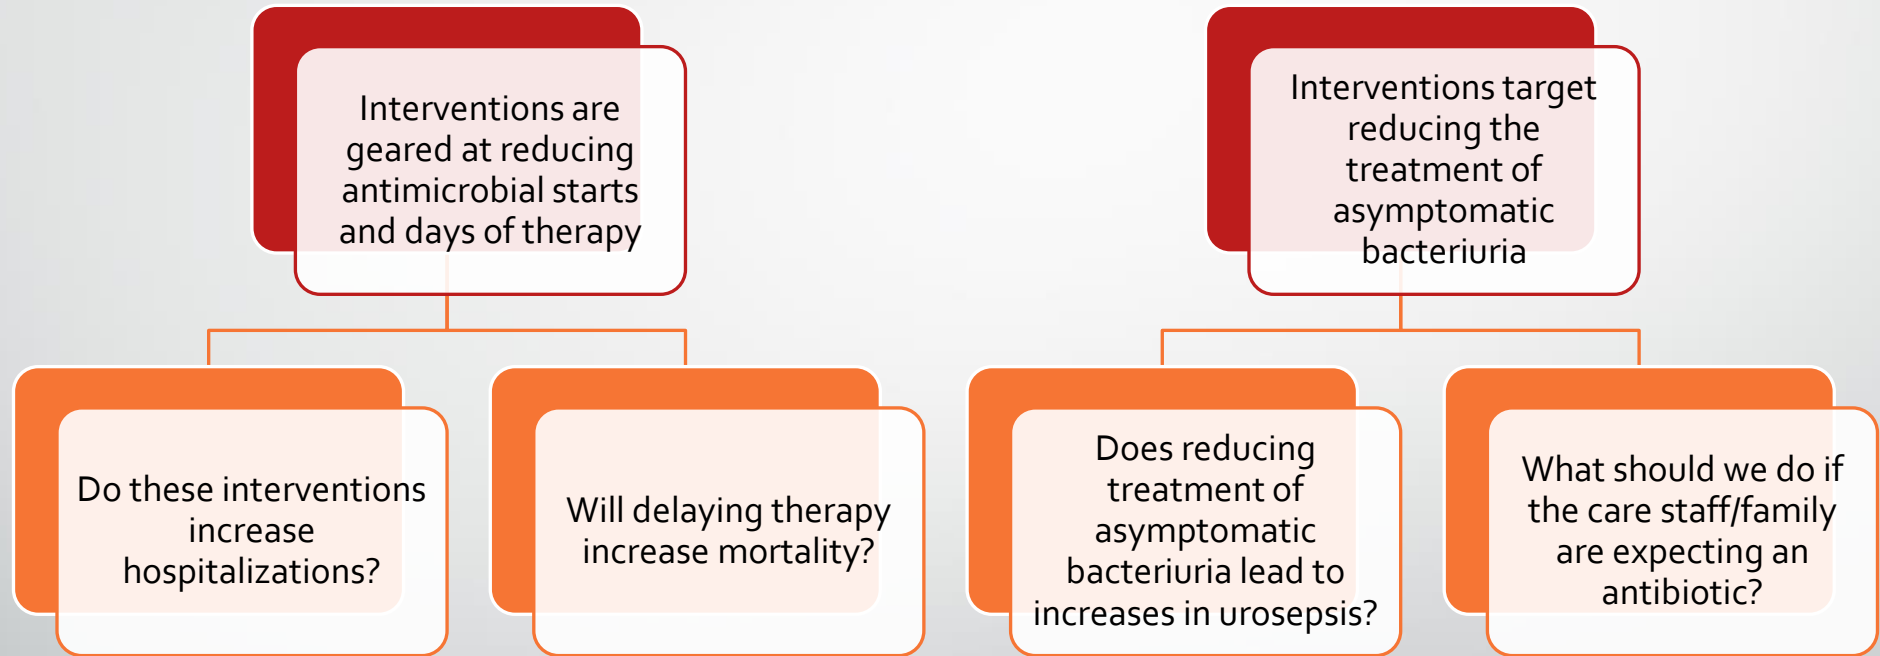 Interventions are
geared at reducing
antimicrobial starts
and days of therapy
Do these interventions
increase
hospitalizations?
Will delaying therapy
increase mortality?
Interventions target
reducing the
treatment of
asymptomatic
bacteriuria
Does reducing
treatment of
asymptomatic
bacteriuria lead to
increases in urosepsis?
What should we do if
the care staff/family
are expecting an
antibiotic?